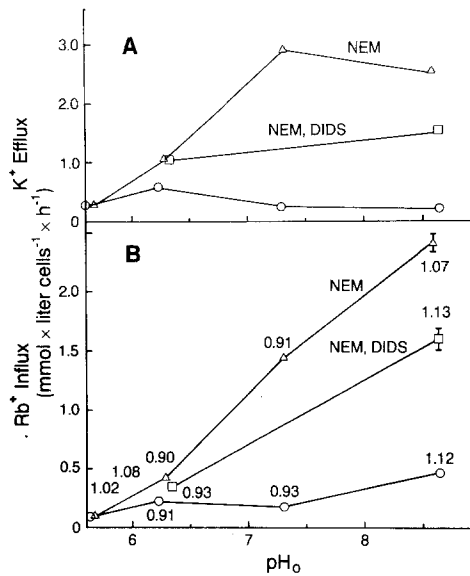 A
NEM
3.0
2.0
NEM, DIDS
1.0
0
K+ Efflux
B
NEM
1.07
2.0
1.13
NEM, DIDS
1.5
0.91
1.0
0.90
1.08
1.02
0.5
0.93
0.91
0.93
1.12
0
. Rb+ Influx
(mmol × liter cells-1 × h-1)
6 7 8
pHo